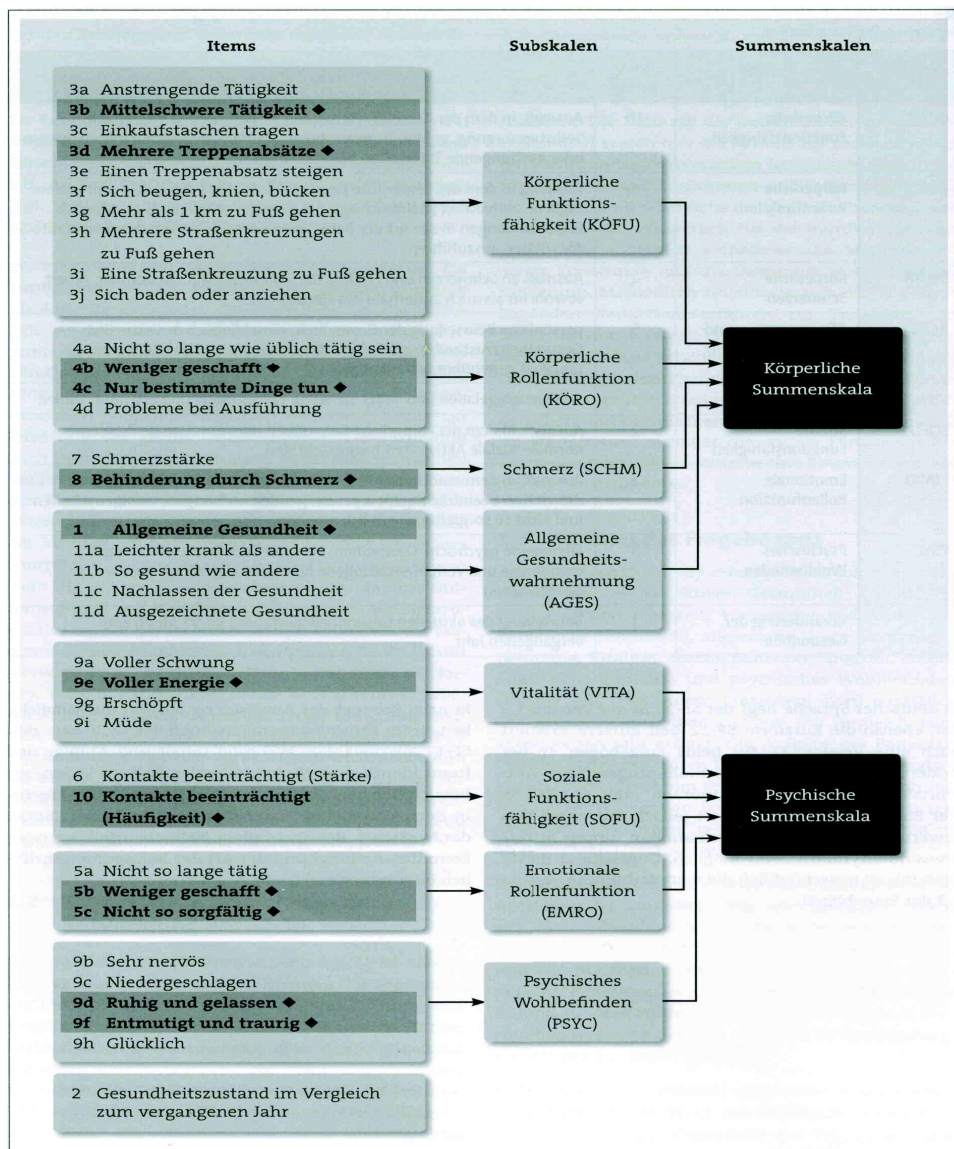 Items Subskalen Summenskalen
3a Anstrengende Tätigkeit
3b Mittelschwere Tätigkeit ◆
3c Einkaufstaschen tragen
3d Mehrere Treppenabsätze ◆
3e Einen Treppenabsatz steigen
3f Sich beugen, knien, bücken
3g Mehr als 1 km zu Fuß gehen
3h Mehrere Straßenkreuzungen
zu Fuß gehen
3i Eine Straßenkreuzung zu Fuß gehen
3j Sich baden oder anziehen
Körperliche
Funktions-
fähigkeit (KÖFU)
4a Nicht so lange wie üblich tätig sein
4b Weniger geschafft ◆
4c Nur bestimmte Dinge tun ◆
4d Probleme bei Ausführung
Körperliche
Rollenfunktion
(KÖRO)
Körperliche
Summenskala
7 Schmerzstärke
8 Behinderung durch Schmerz ◆
Schmerz (SCHM)
1 Allgemeine Gesundheit ◆
11a Leichter krank als andere
11b So gesund wie andere
11c Nachlassen der Gesundheit
11d Ausgezeichnete Gesundheit
Allgemeine
Gesundheits-
wahrnehmung
(AGES)
9a Voller Schwung
9e Voller Energie ◆
9g Erschöpft
9i Müde
Vitalität (VITA)
6 Kontakte beeinträchtigt (Stärke)
10 Kontakte beeinträchtigt
(Häufigkeit) ◆
Soziale
Funktions-
fähigkeit (SOFU)
Psychische
Summenskala
5a Nicht so lange tätig
5b Weniger geschafft ◆
5c Nicht so sorgfältig ◆
Emotionale
Rollenfunktion
(EMRO)
9b Sehr nervös
9c Niedergeschlagen
9d Ruhig und gelassen ◆
9f Entmutigt und traurig ◆
9h Glücklich
Psychisches
Wohlbefinden
(PSYC)
2 Gesundheitszustand im Vergleich
zum vergangenen Jahr